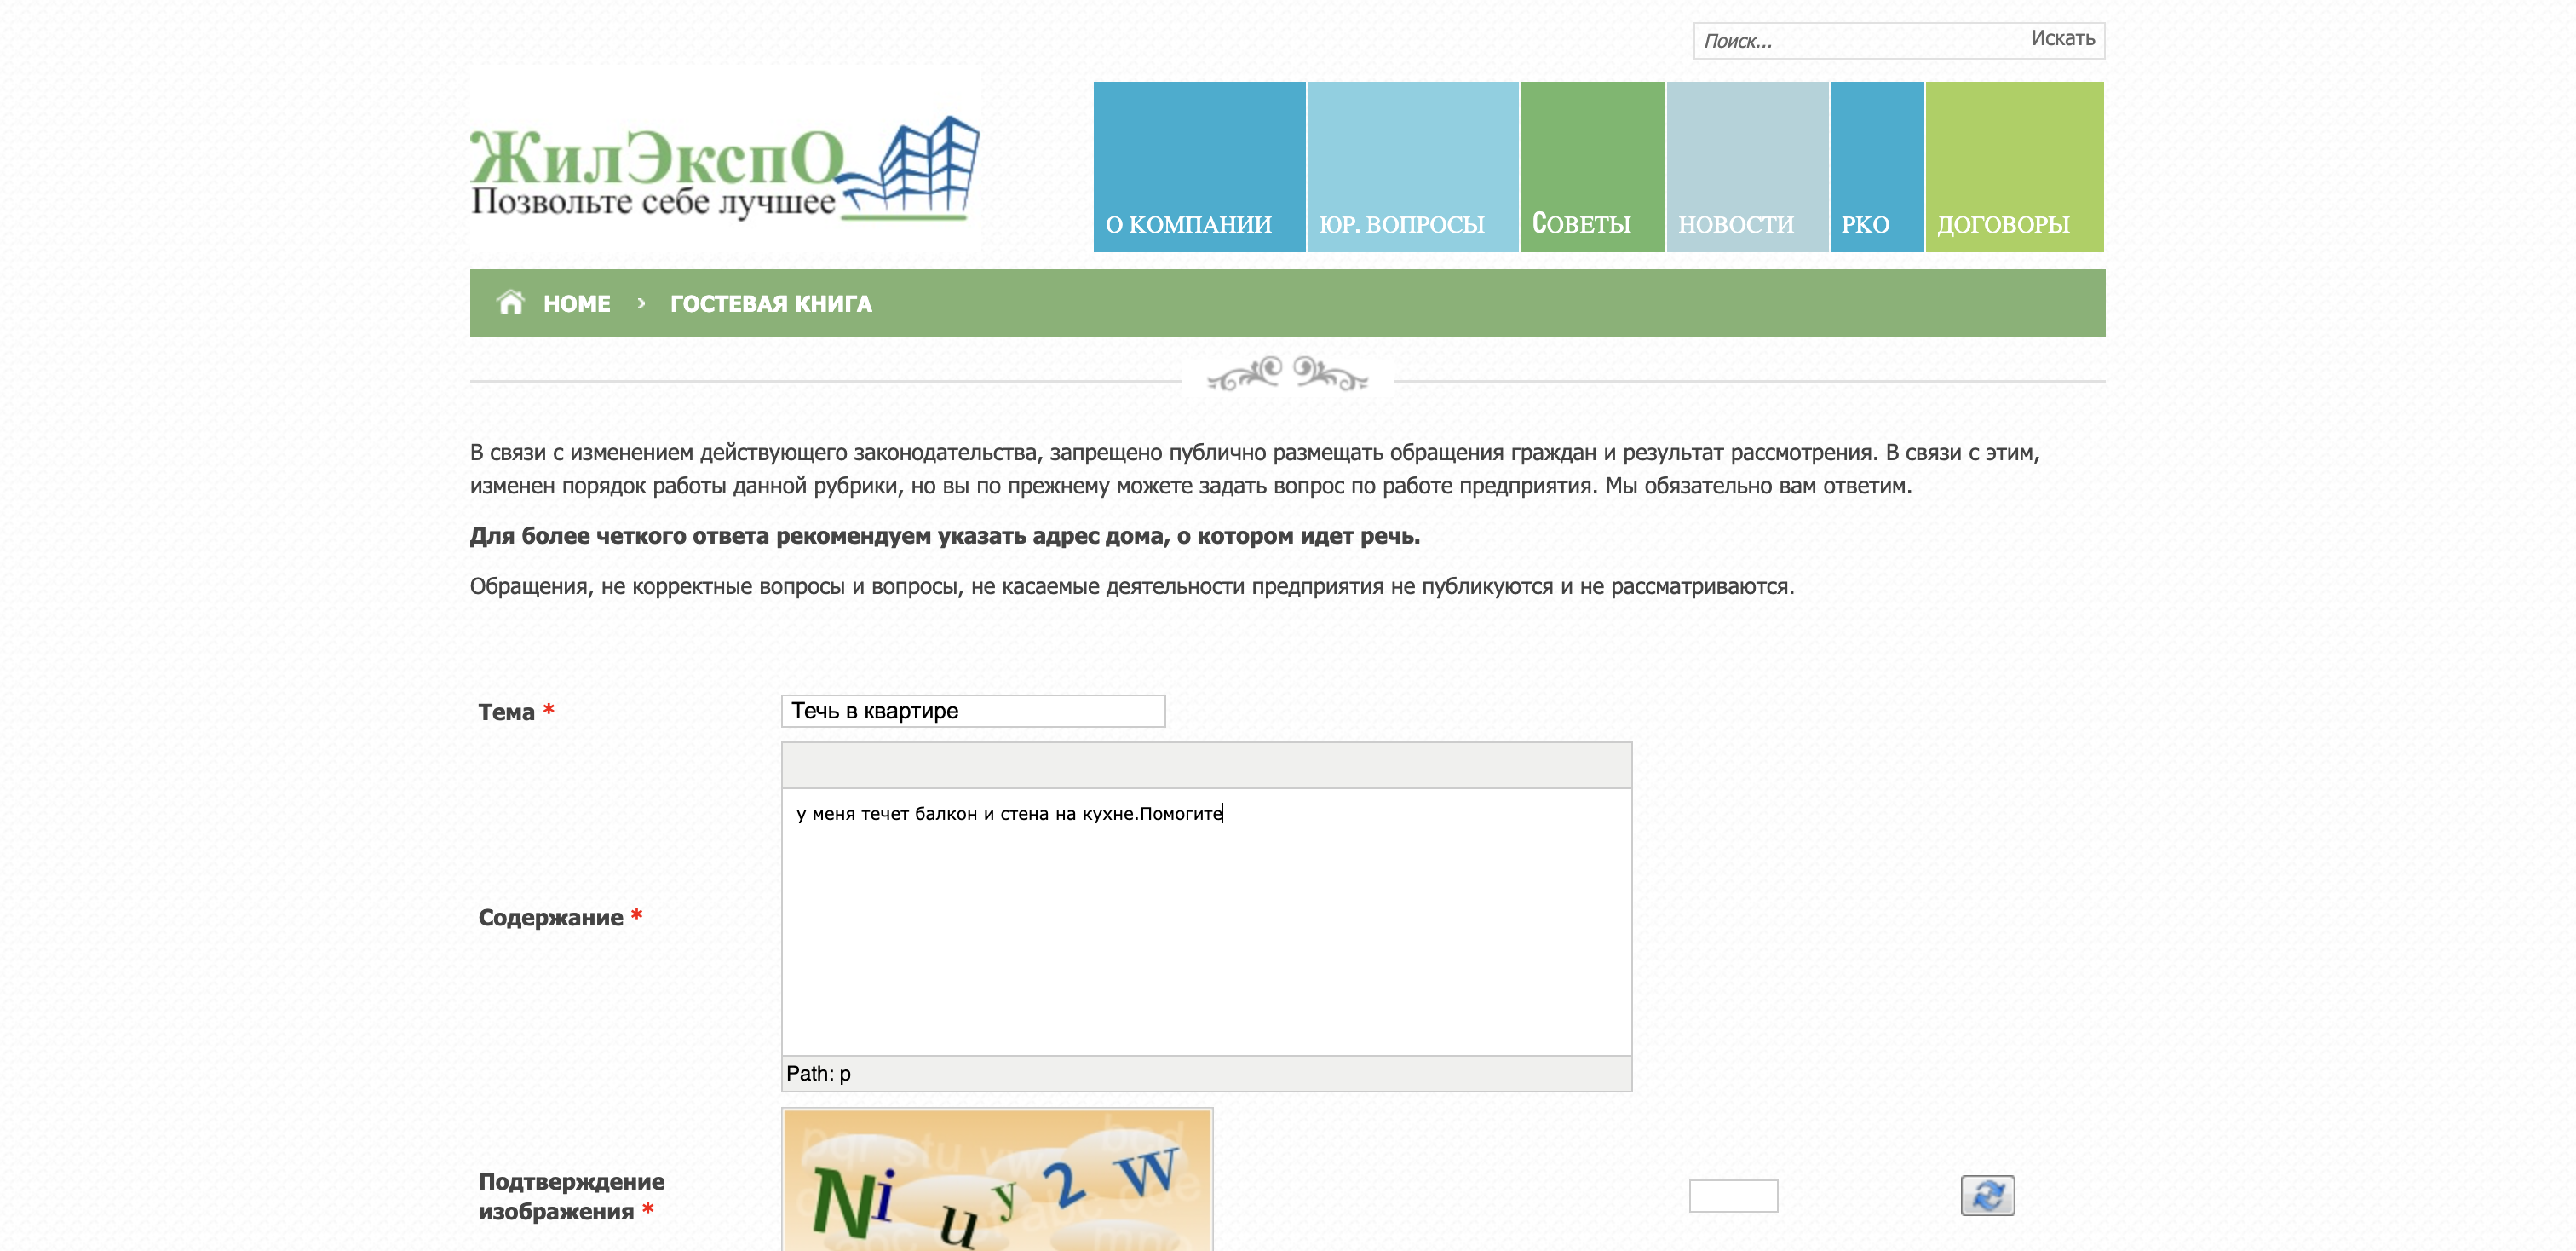 Поиск...
Искать
ЖилЭкспО
Позвольте себе лучшее
О КОМПАНИИ
ЮР. ВОПРОСЫ
СОВЕТЫ
НОВОСТИ
РКО
ДОГОВОРЫ
HOME › ГОСТЕВАЯ КНИГА
В связи с изменением действующего законодательства, запрещено публично размещать обращения граждан и результат рассмотрения. В связи с этим,
изменен порядок работы данной рубрики, но вы по прежнему можете задать вопрос по работе предприятия. Мы обязательно вам ответим.
Для более четкого ответа рекомендуем указать адрес дома, о котором идет речь.
Обращения, не корректные вопросы и вопросы, не касаемые деятельности предприятия не публикуются и не рассматриваются.
Тема *
Течь в квартире
у меня течет балкон и стена на кухне.Помогите
Содержание *
Path: p
Подтверждение
изображения *
Niuy2w